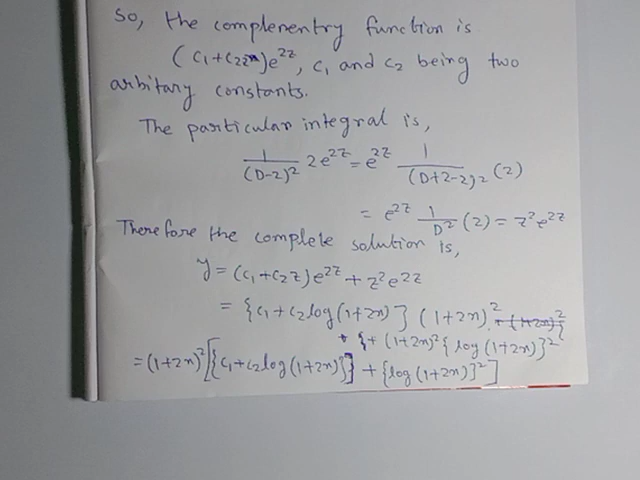 So, the complementry function is
(c₁+c₂z)e^{2z}, c₁ and c₂ being two
arbitary constants.
The particular integral is,
1/(D-2)² 2e^{2z} = e^{2z} 1/(D+2-2)² (2)
= e^{2z} 1/D² (2) = z²e^{2z}
Therefore the complete solution is,
y = (c₁+c₂z)e^{2z} + z²e^{2z}
= {c₁+c₂log(1+2x)} (1+2x)²
+ (1+2x)² {log(1+2x)}²
= (1+2x)² [{c₁+c₂log(1+2x)} + {log(1+2x)}²]